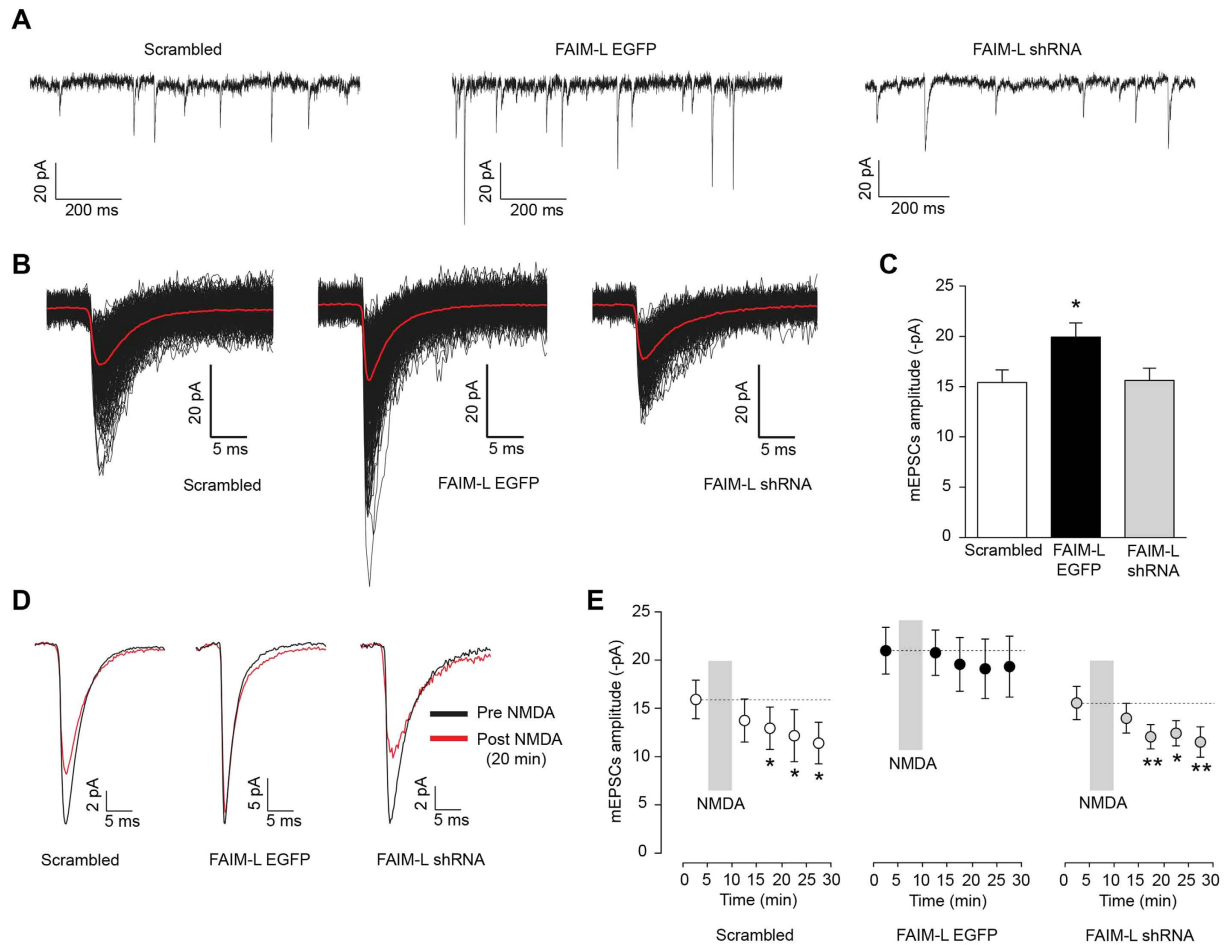 A
Scrambled
FAIM-L EGFP
FAIM-L shRNA
20 pA
200 ms
20 pA
200 ms
20 pA
200 ms
B
20 pA
5 ms
Scrambled
20 pA
5 ms
FAIM-L EGFP
20 pA
5 ms
FAIM-L shRNA
C
mEPSCs amplitude (-pA)
25
20
15
10
5
0
*
Scrambled
FAIM-L
EGFP
FAIM-L
shRNA
D
2 pA
5 ms
Scrambled
5 pA
5 ms
FAIM-L EGFP
2 pA
5 ms
FAIM-L shRNA
Pre NMDA
Post NMDA
(20 min)
E
mEPSCs amplitude (-pA)
25
20
15
10
5
0
NMDA
* * *
0 5 10 15 20 25 30
Time (min)
Scrambled
NMDA
0 5 10 15 20 25 30
Time (min)
FAIM-L EGFP
NMDA
** * **
0 5 10 15 20 25 30
Time (min)
FAIM-L shRNA